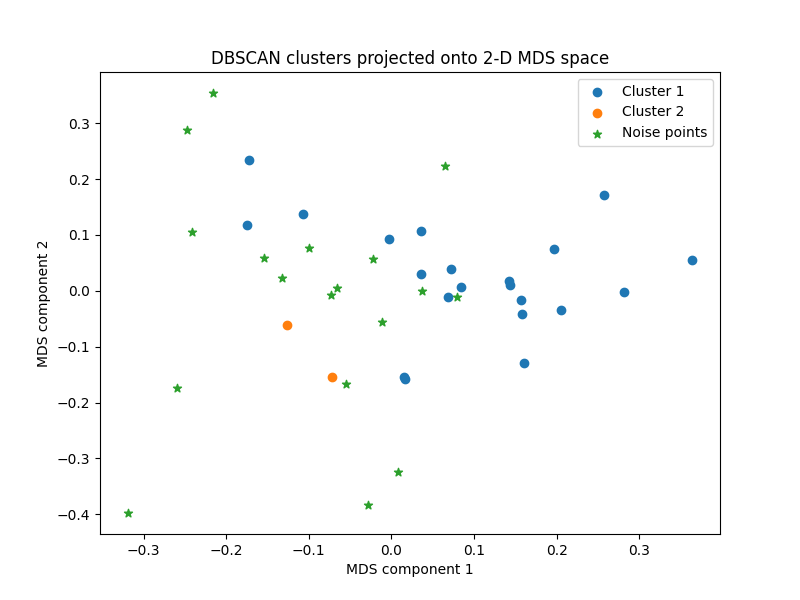 DBSCAN clusters projected onto 2-D MDS space
Cluster 1
Cluster 2
Noise points
MDS component 2
0.3
0.2
0.1
0.0
−0.1
−0.2
−0.3
−0.4
−0.3
−0.2
−0.1
0.0
0.1
0.2
0.3
MDS component 1